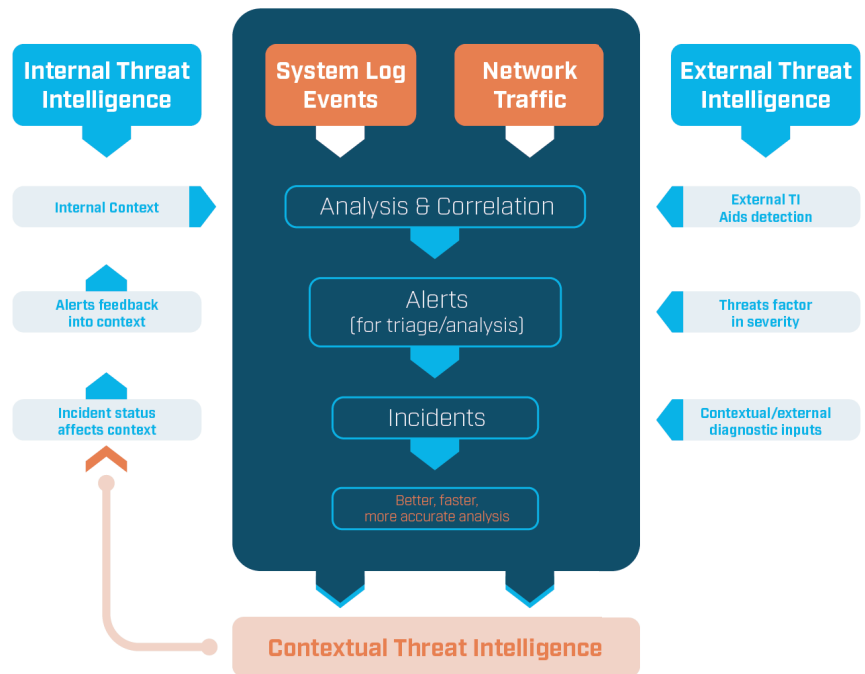 Internal Threat
Intelligence
System Log
Events
Network
Traffic
External Threat
Intelligence
Internal Context
Analysis & Correlation
External TI
Aids detection
Alerts feedback
into context
Alerts
(for triage/analysis)
Threats factor
in severity
Incident status
affects context
Incidents
Contextual/external
diagnostic inputs
Better, faster,
more accurate analysis
Contextual Threat Intelligence